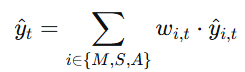 ŷ_t = ∑_{i∈{M,S,A}} w_{i,t} · ŷ_{i,t}